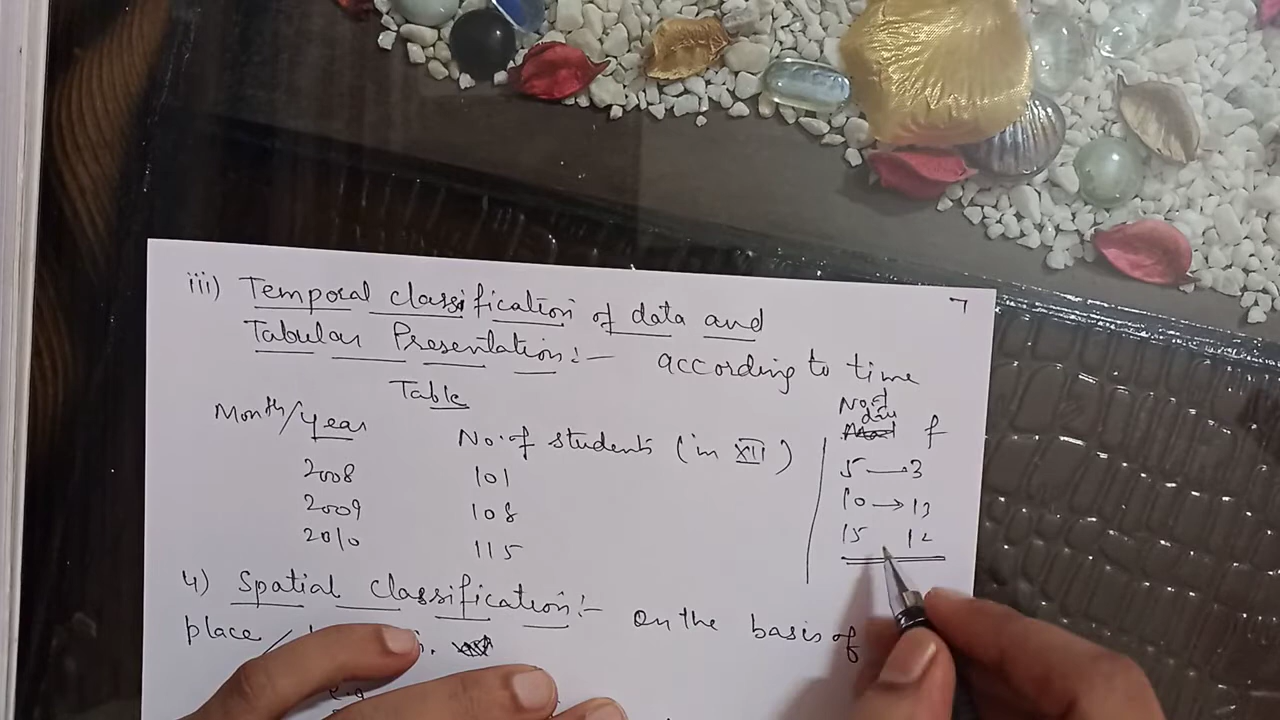 7
iii) Temporal classification of data and
Tabular Presentation:- according to time
Table
Month/Year No. of students (in XII)
2008 101
2009 108
2010 115
No. of f
5 3
10 → 13
15 12
4) Spatial classification:- On the basis of
place/
e.g